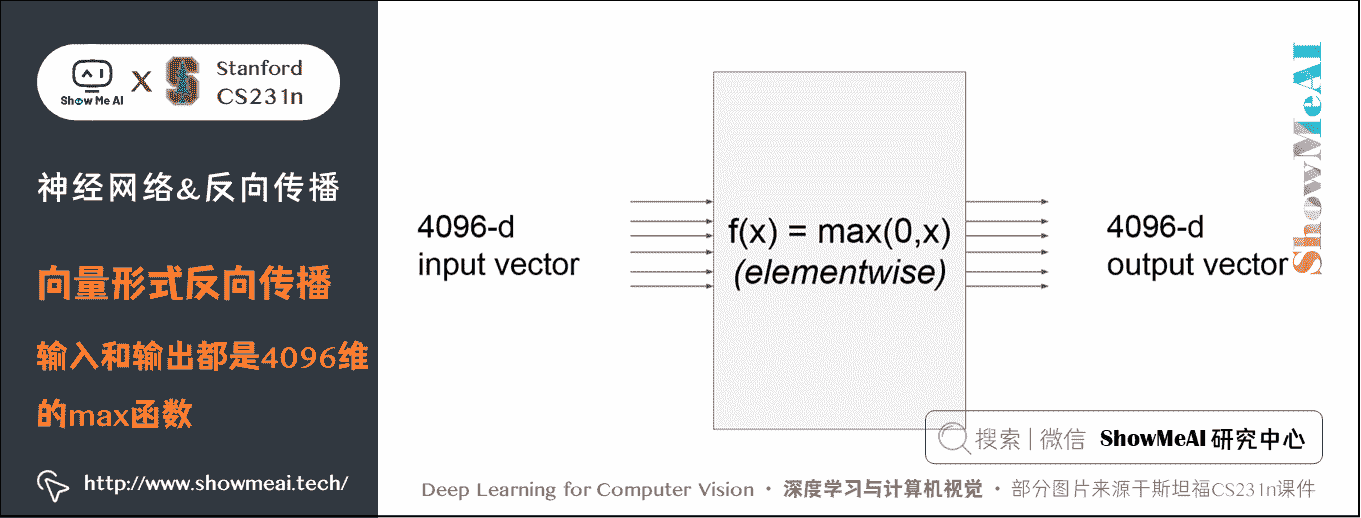 Show Me AI
X
Stanford
CS231n
神经网络&反向传播
向量形式反向传播
输入和输出都是4096维
的max函数
http://www.showmeai.tech/
4096-d
input vector
f(x) = max(0,x)
(elementwise)
4096-d
output vector
ShowMeAI
搜索 | 微信 ShowMeAI 研究中心
Deep Learning for Computer Vision · 深度学习与计算机视觉 · 部分图片来源于斯坦福CS231n课件